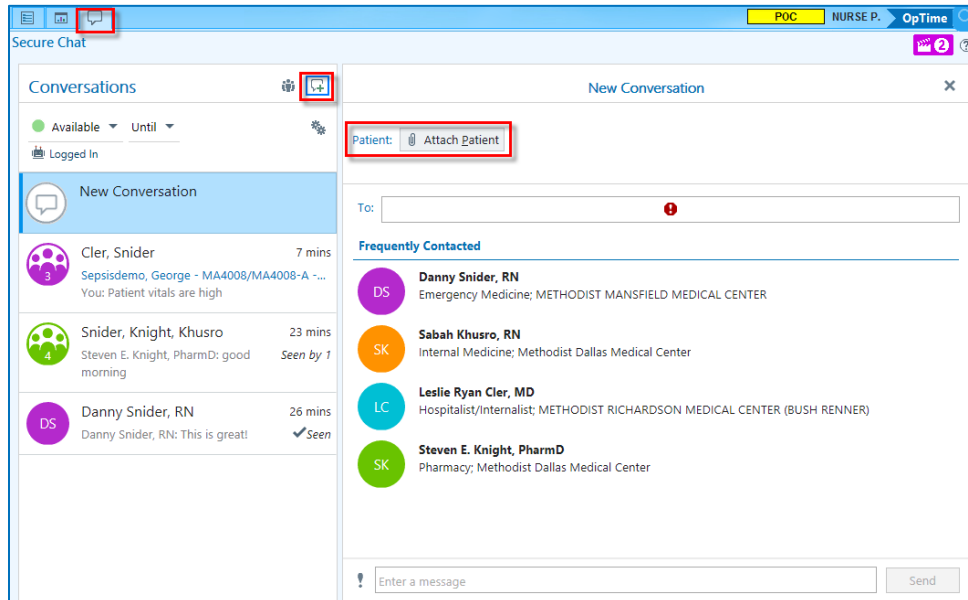 POC
NURSE P.
OpTime
Secure Chat
2
?
Conversations
Available
Until
Logged In
New Conversation
3
Cler, Snider
7 mins
Sepsisdemo, George - MA4008/MA4008-A -...
You: Patient vitals are high
4
Snider, Knight, Khusro
23 mins
Steven E. Knight, PharmD: good
Seen by 1
morning
DS
Danny Snider, RN
26 mins
Danny Snider, RN: This is great!
Seen
New Conversation
Patient:
Attach Patient
To:
Frequently Contacted
DS
Danny Snider, RN
Emergency Medicine; METHODIST MANSFIELD MEDICAL CENTER
SK
Sabah Khusro, RN
Internal Medicine; Methodist Dallas Medical Center
LC
Leslie Ryan Cler, MD
Hospitalist/Internalist; METHODIST RICHARDSON MEDICAL CENTER (BUSH RENNER)
SK
Steven E. Knight, PharmD
Pharmacy; Methodist Dallas Medical Center
Enter a message
Send